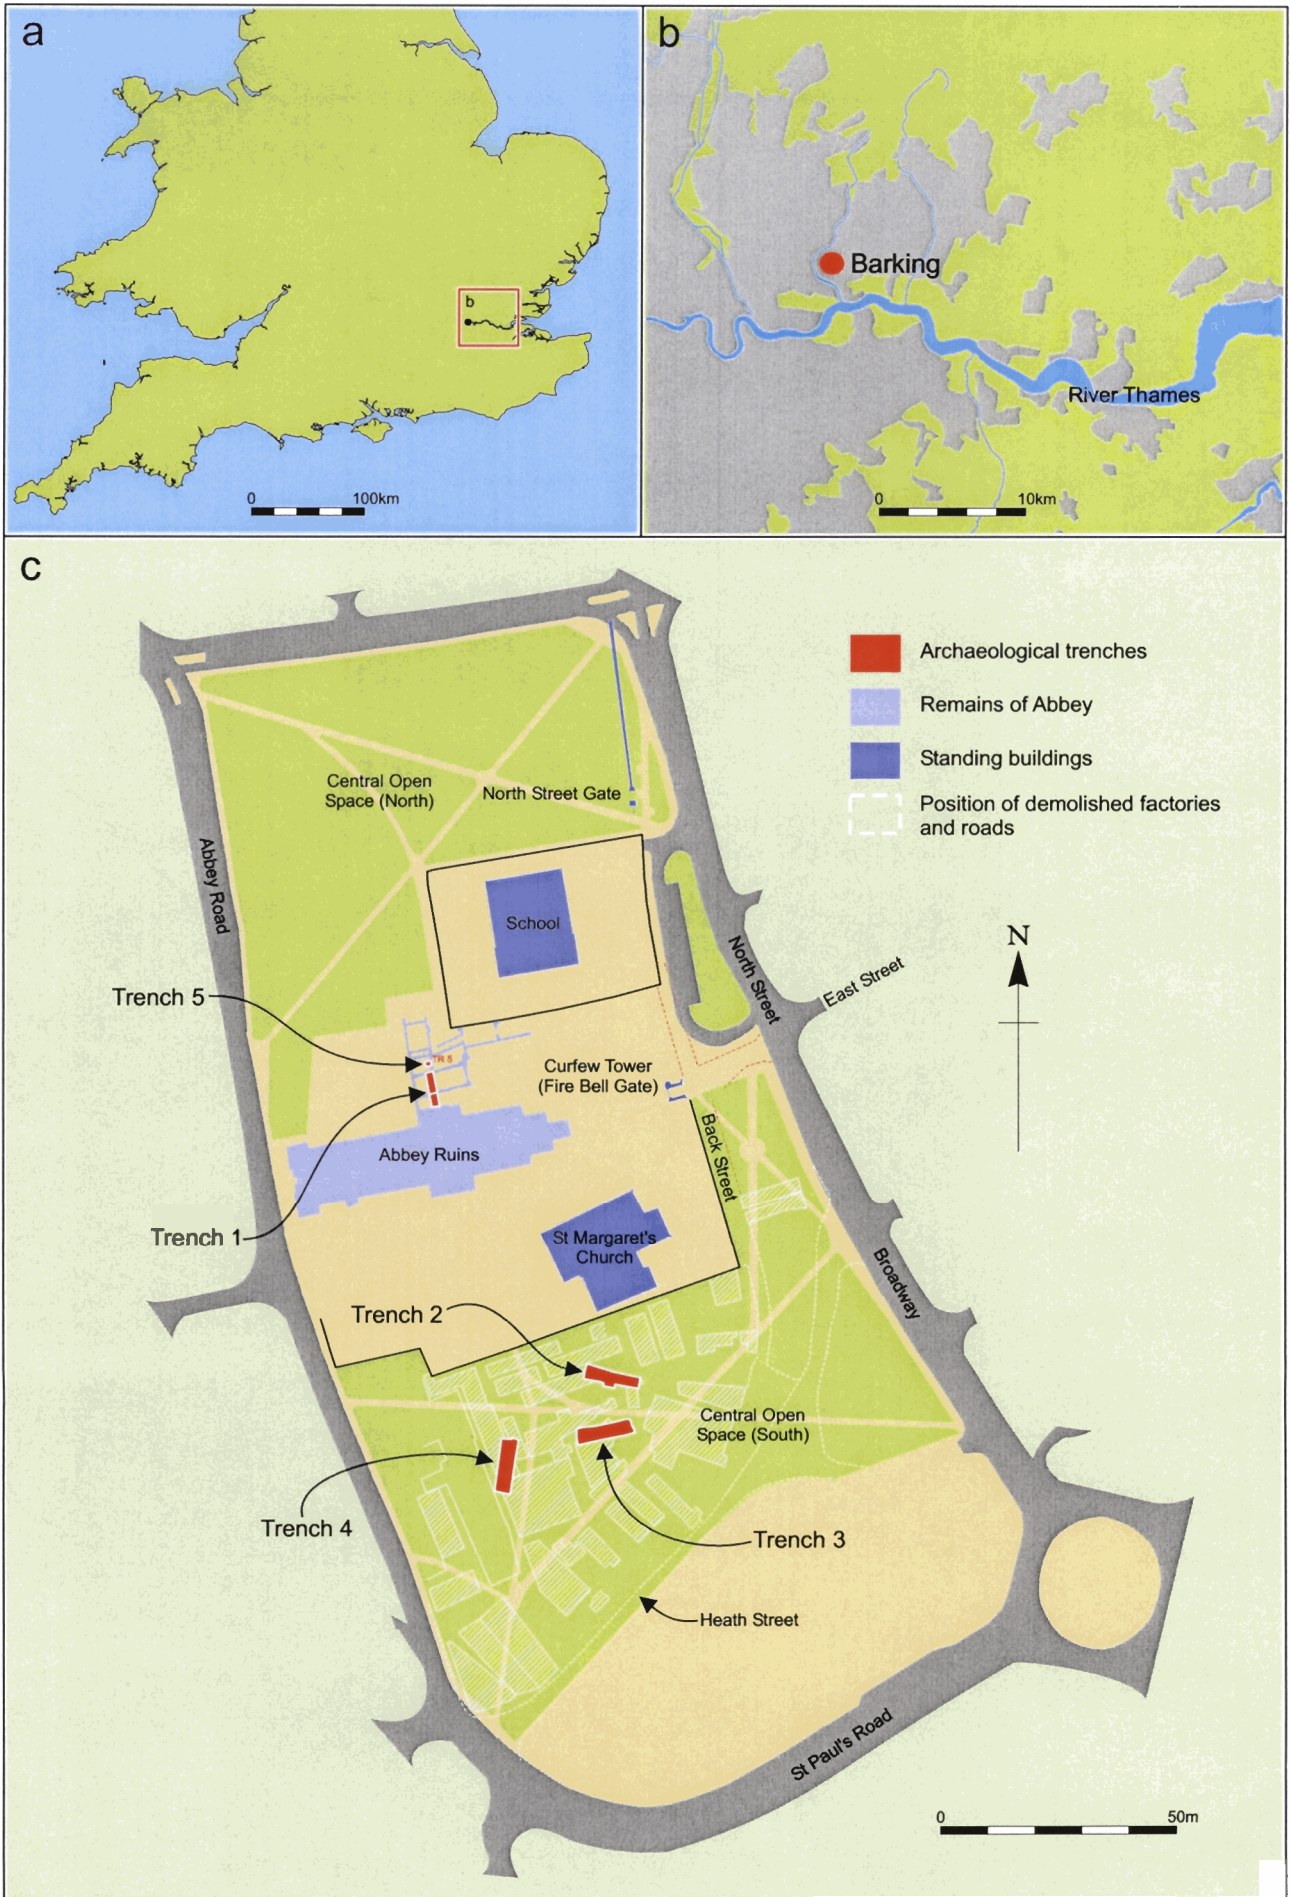 a
b
0 100km
b
Barking
River Thames
0 10km
c
Archaeological trenches
Remains of Abbey
Standing buildings
Position of demolished factories
and roads
Central Open
Space (North)
North Street Gate
Abbey Road
School
North Street
East Street
N
Trench 5
TR 5
Curfew Tower
(Fire Bell Gate)
Back Street
Abbey Ruins
Trench 1
St Margaret's
Church
Broadway
Trench 2
Central Open
Space (South)
Trench 4
Trench 3
Heath Street
St Paul's Road
0 50m